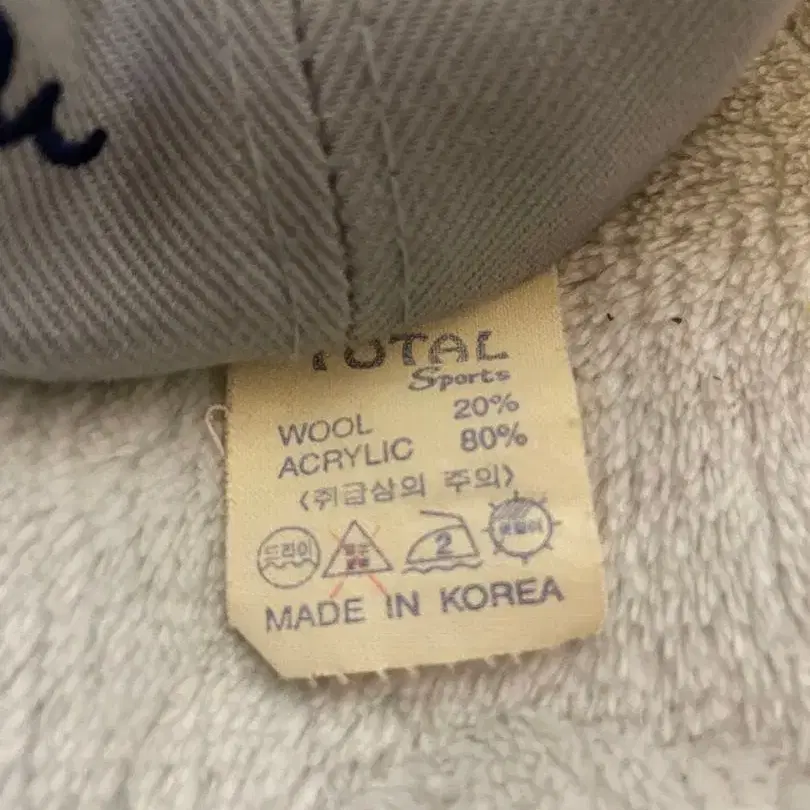 TOTAL
Sports
WOOL 20%
ACRYLIC 80%
<취급상의 주의>
드라이 2
MADE IN KOREA